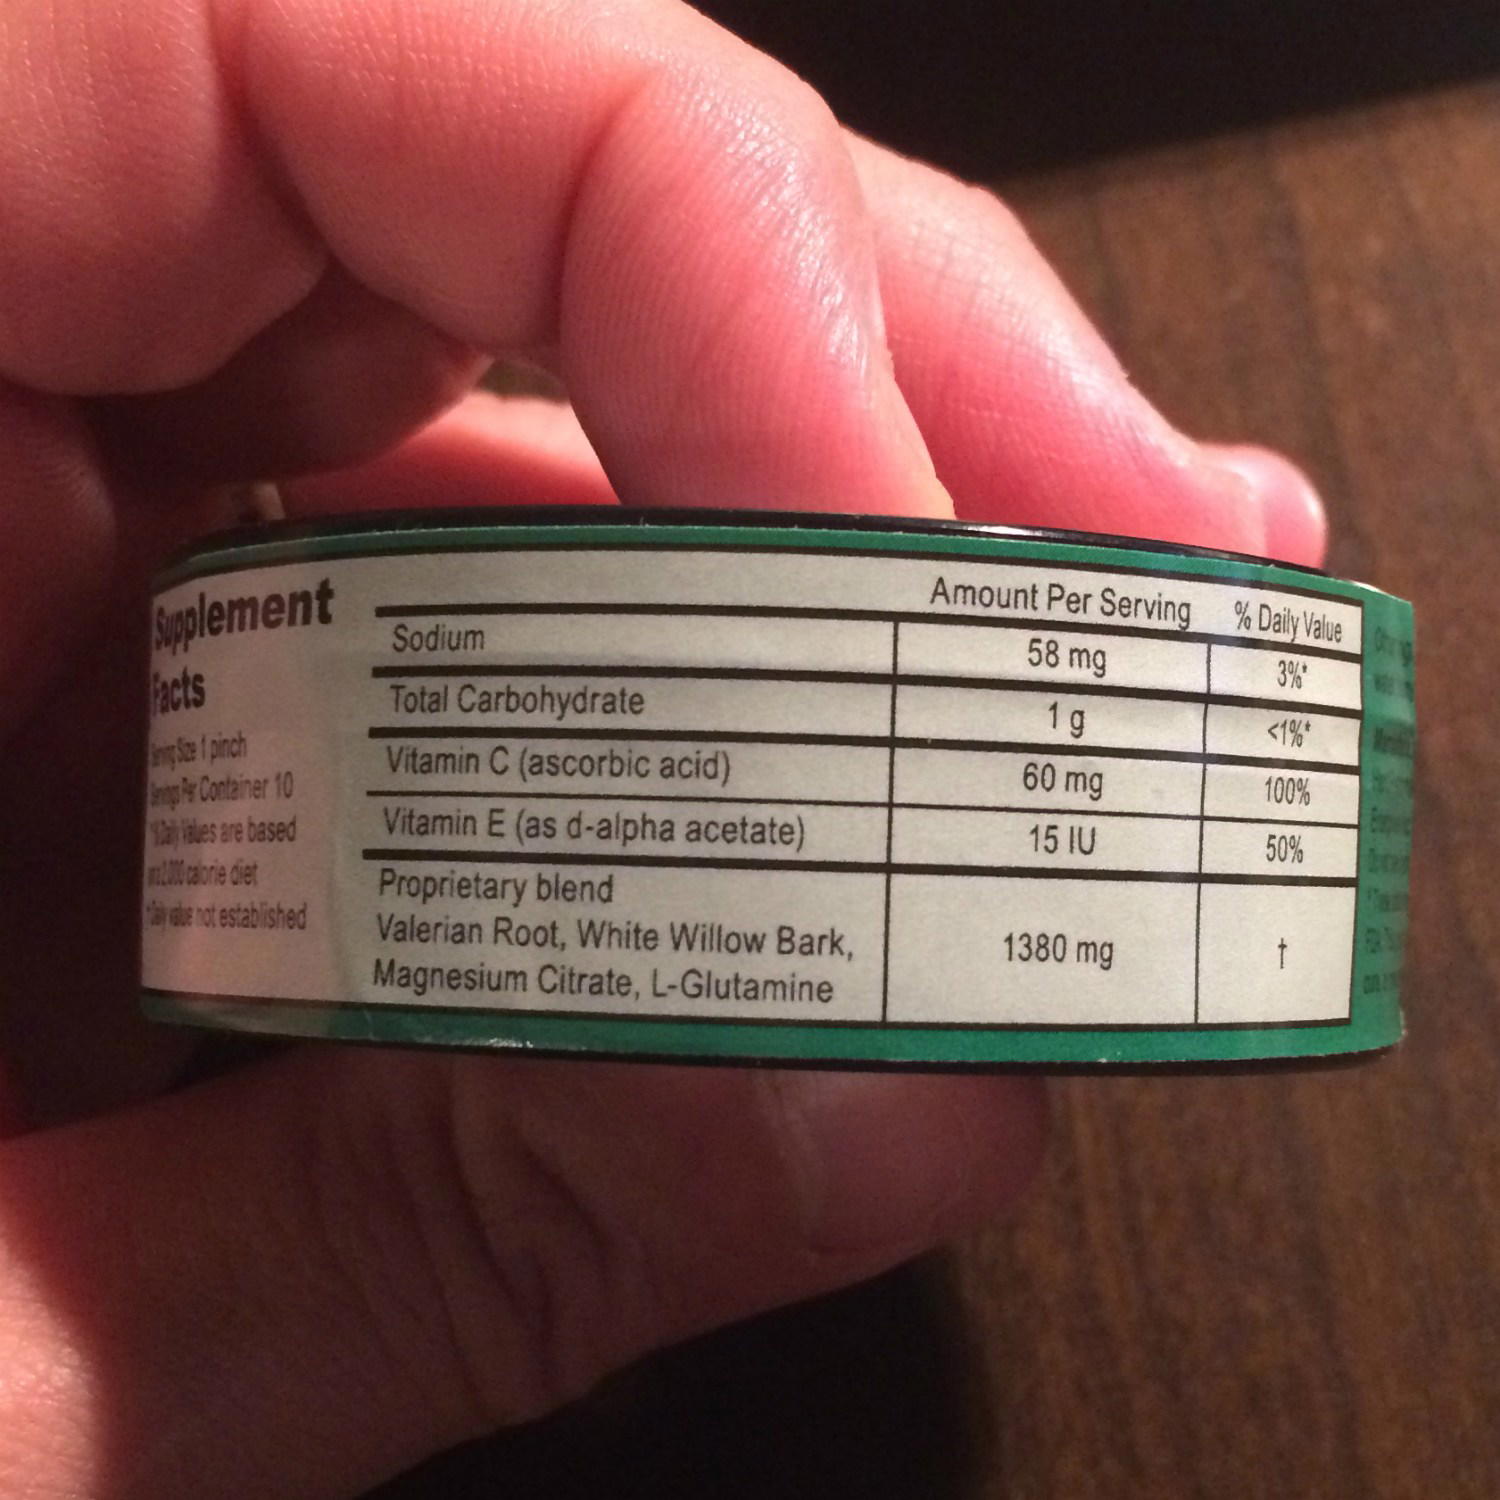 Supplement
Facts
Serving Size 1 pinch
Servings Per Container 10
*% Daily Values are based
on a 2,000 calorie diet
† Daily value not established
Amount Per Serving % Daily Value
Sodium 58 mg 3%*
Total Carbohydrate 1 g <1%*
Vitamin C (ascorbic acid) 60 mg 100%
Vitamin E (as d-alpha acetate) 15 IU 50%
Proprietary blend
Valerian Root, White Willow Bark,
Magnesium Citrate, L-Glutamine 1380 mg †